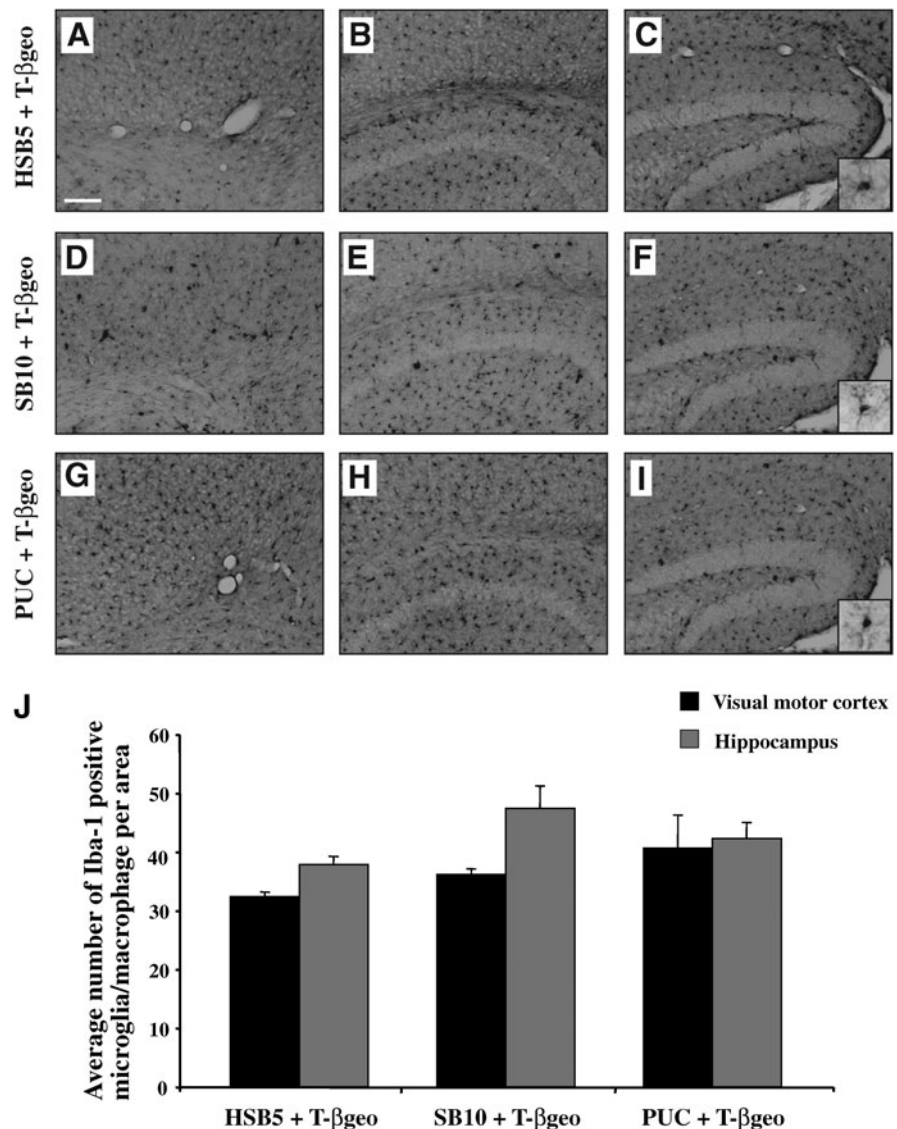 HSB5 + T-βgeo
A
B
C
SB10 + T-βgeo
D
E
F
PUC + T-βgeo
G
H
I
J
Visual motor cortex
Hippocampus
Average number of Iba-1 positive
microglia/macrophage per area
60
50
40
30
20
10
0
HSB5 + T-βgeo
SB10 + T-βgeo
PUC + T-βgeo